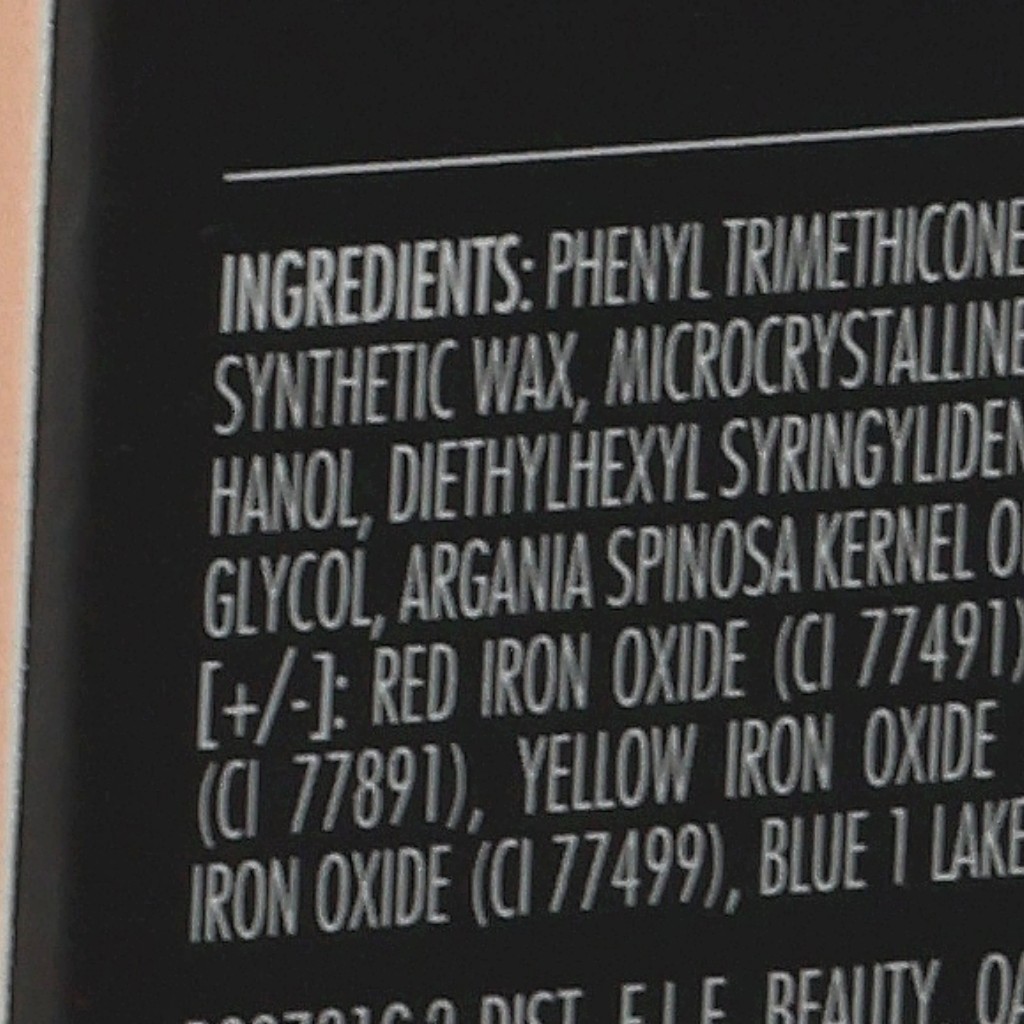 INGREDIENTS: PHENYL TRIMETHICONE
SYNTHETIC WAX, MICROCRYSTALLINE
HANOL, DIETHYLHEXYL SYRINGYLIDEN
GLYCOL, ARGANIA SPINOSA KERNEL
[+/-]: RED IRON OXIDE (CI 77491)
(CI 77891), YELLOW IRON OXIDE
IRON OXIDE (CI 77499), BLUE 1 LAKE
DIST. E.L.F. BEAUTY